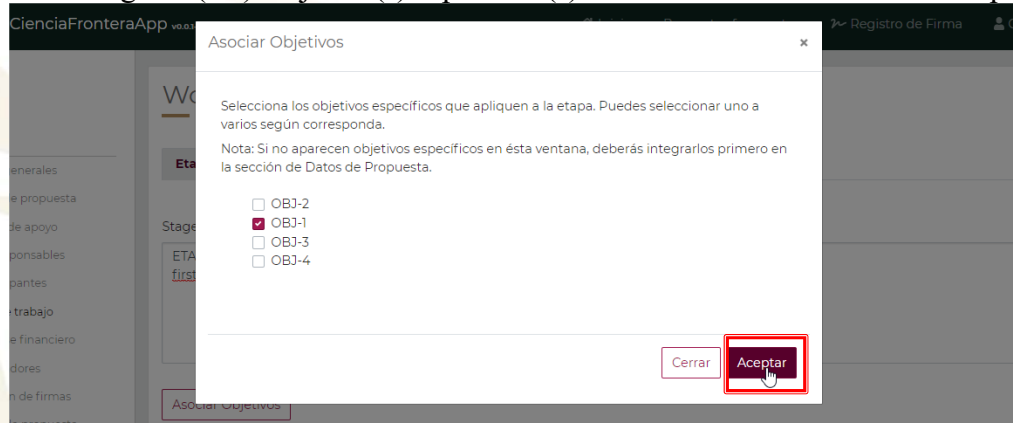 CienciaFronteraApp
Registro de Firma
Asociar Objetivos
×
Wo
Selecciona los objetivos específicos que apliquen a la etapa. Puedes seleccionar uno a
varios según corresponda.
Nota: Si no aparecen objetivos específicos en ésta ventana, deberás integrarlos primero en
la sección de Datos de Propuesta.
Eta
enerales
e propuesta
de apoyo
ponsables
pantes
trabajo
e financiero
dores
n de firmas
Stage
ETA
first
OBJ-2
OBJ-1
OBJ-3
OBJ-4
Cerrar
Aceptar
Asociar Objetivos